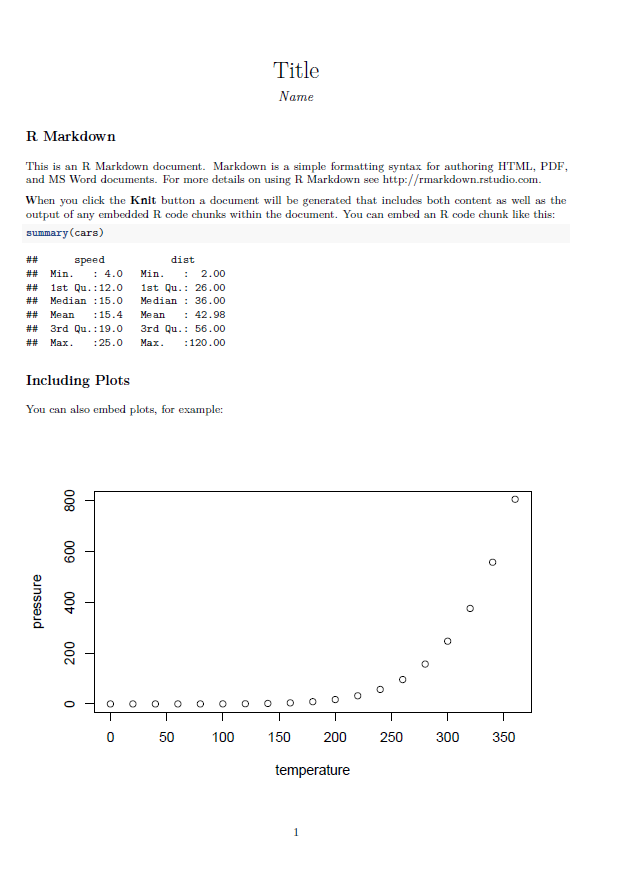 Title
Name
R Markdown
This is an R Markdown document. Markdown is a simple formatting syntax for authoring HTML, PDF,
and MS Word documents. For more details on using R Markdown see http://rmarkdown.rstudio.com.
When you click the Knit button a document will be generated that includes both content as well as the
output of any embedded R code chunks within the document. You can embed an R code chunk like this:
summary(cars)
##      speed           dist
##  Min.   : 4.0   Min.   :  2.00
##  1st Qu.:12.0   1st Qu.: 26.00
##  Median :15.0   Median : 36.00
##  Mean   :15.4   Mean   : 42.98
##  3rd Qu.:19.0   3rd Qu.: 56.00
##  Max.   :25.0   Max.   :120.00
Including Plots
You can also embed plots, for example:
800
600
400
200
0
pressure
0 50 100 150 200 250 300 350
temperature
1